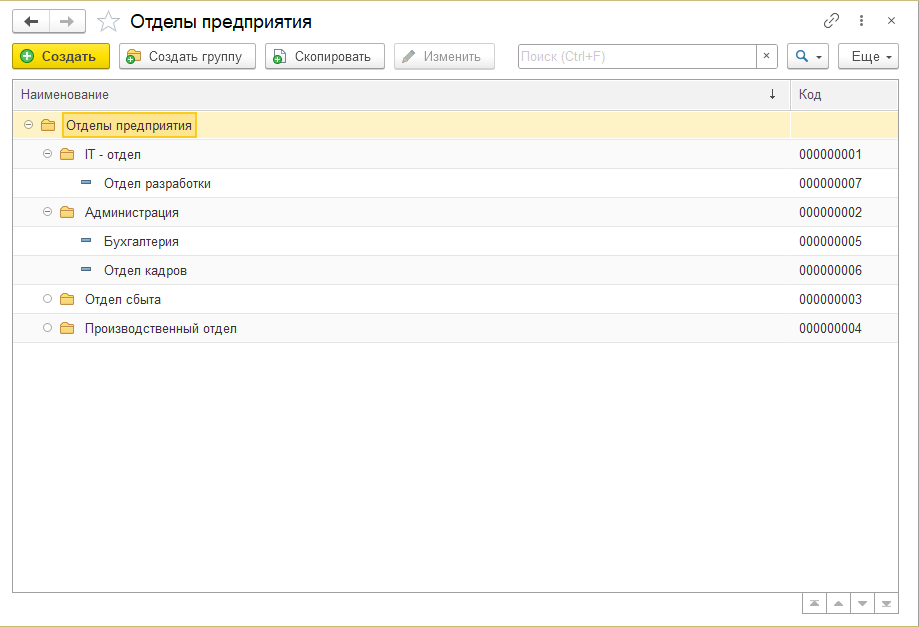 Отделы предприятия
Создать Создать группу Скопировать Изменить Поиск (Ctrl+F) × Еще
Наименование ↓ Код
Отделы предприятия
IT - отдел 000000001
Отдел разработки 000000007
Администрация 000000002
Бухгалтерия 000000005
Отдел кадров 000000006
Отдел сбыта 000000003
Производственный отдел 000000004